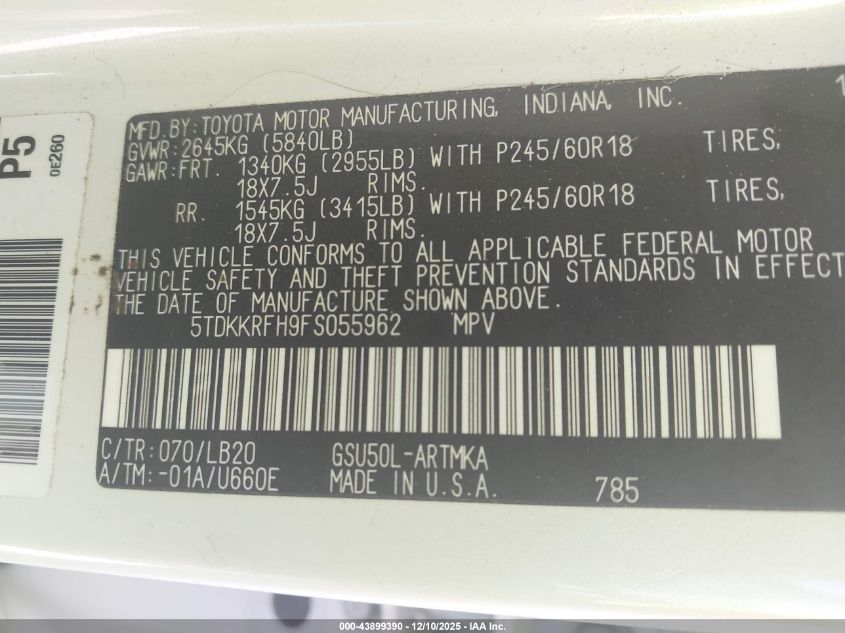 P5
0E260
MFD.BY:TOYOTA MOTOR MANUFACTURING, INDIANA, INC. 1
GVWR:2645KG (5840LB)
GAWR:FRT. 1340KG (2955LB) WITH P245/60R18 TIRES,
18X7.5J RIMS.
RR. 1545KG (3415LB) WITH P245/60R18 TIRES,
18X7.5J RIMS.
THIS VEHICLE CONFORMS TO ALL APPLICABLE FEDERAL MOTOR
VEHICLE SAFETY AND THEFT PREVENTION STANDARDS IN EFFECT
THE DATE OF MANUFACTURE SHOWN ABOVE.
5TDKKRFH9FS055962 MPV
C/TR:070/LB20 GSU50L-ARTMKA
A/TM:-01A/U660E MADE IN U.S.A. 785
000-43899390 - 12/10/2025 - IAA Inc.